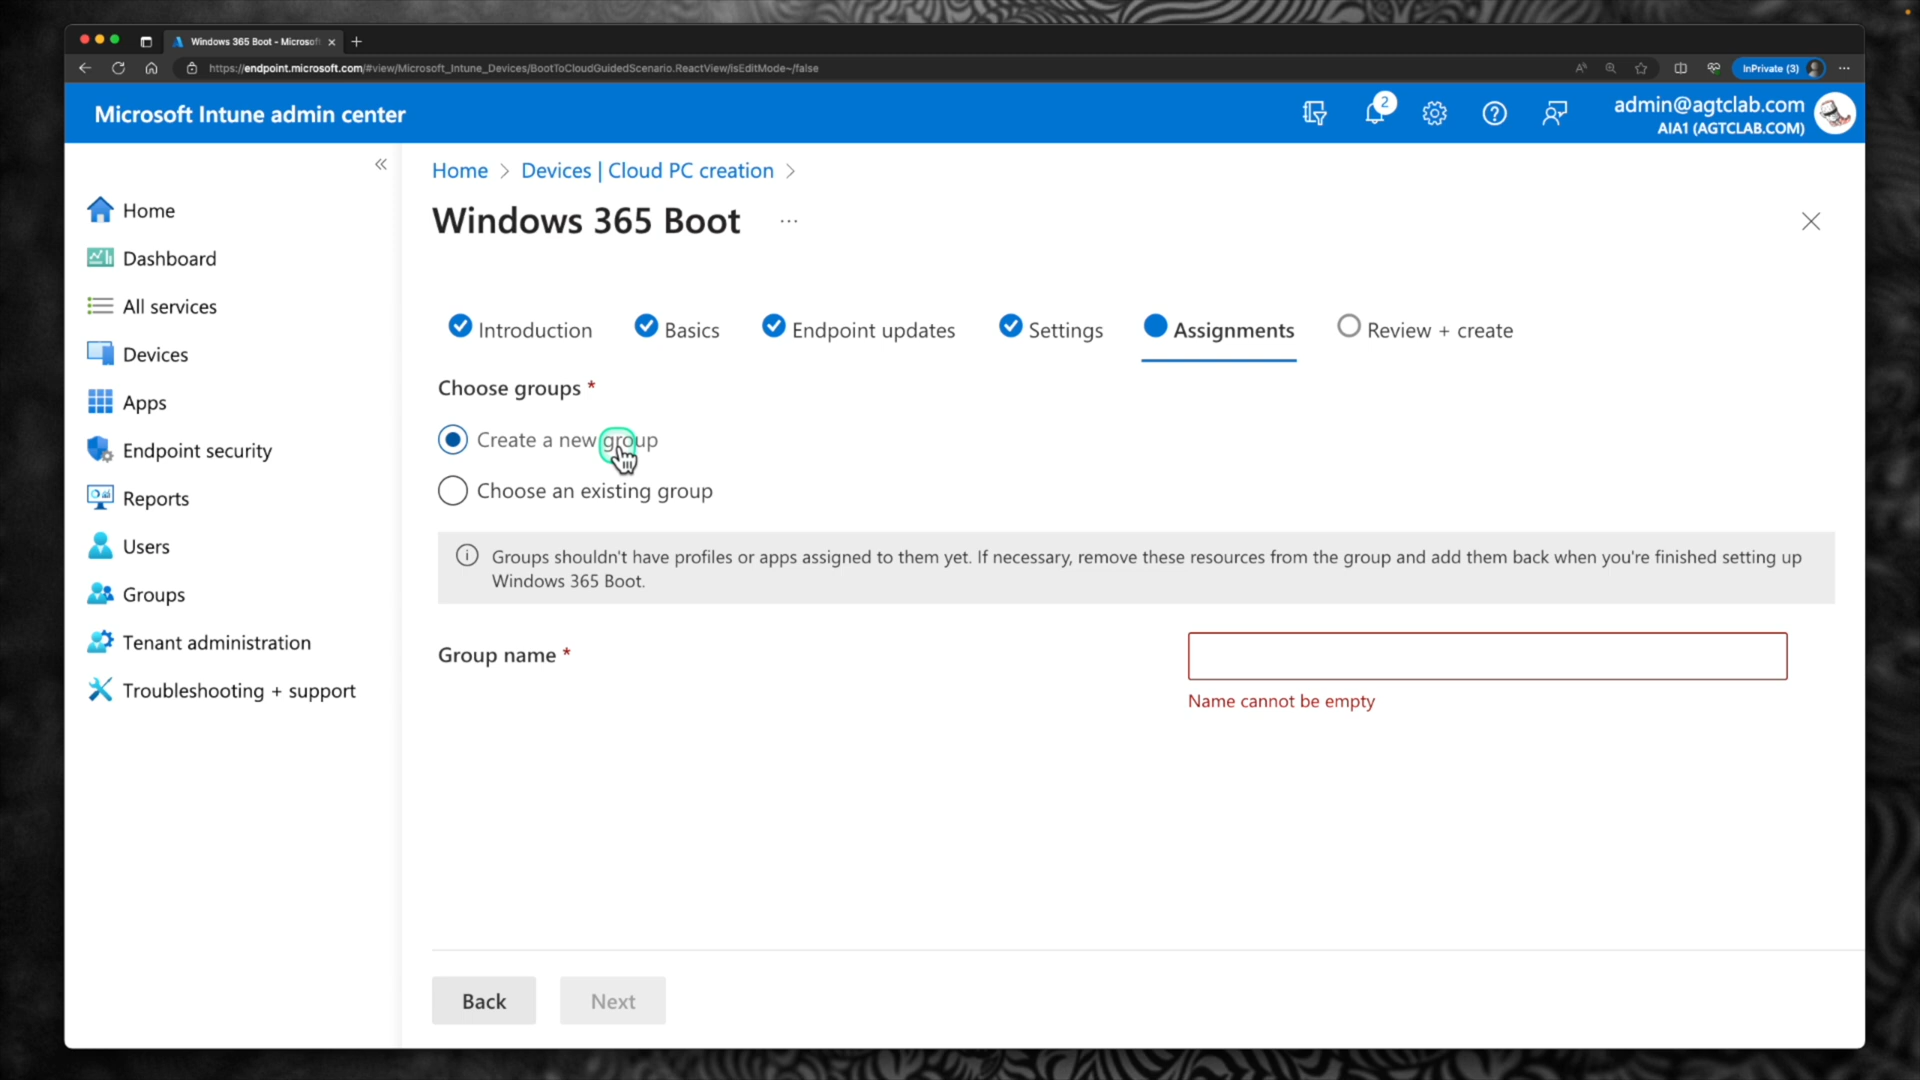 Windows 365 Boot - Microsof
https://endpoint.microsoft.com/#view/Microsoft_Intune_Devices/BootToCloudGuidedScenario.ReactView/isEditMode~/false
InPrivate (3)
Microsoft Intune admin center
2
admin@agtclab.com
AIA1 (AGTCLAB.COM)
Home
Dashboard
All services
Devices
Apps
Endpoint security
Reports
Users
Groups
Tenant administration
Troubleshooting + support
Home > Devices | Cloud PC creation >
Windows 365 Boot ...
Introduction Basics Endpoint updates Settings Assignments Review + create
Choose groups *
Create a new group
Choose an existing group
Groups shouldn't have profiles or apps assigned to them yet. If necessary, remove these resources from the group and add them back when you're finished setting up
Windows 365 Boot.
Group name *
Name cannot be empty
Back Next